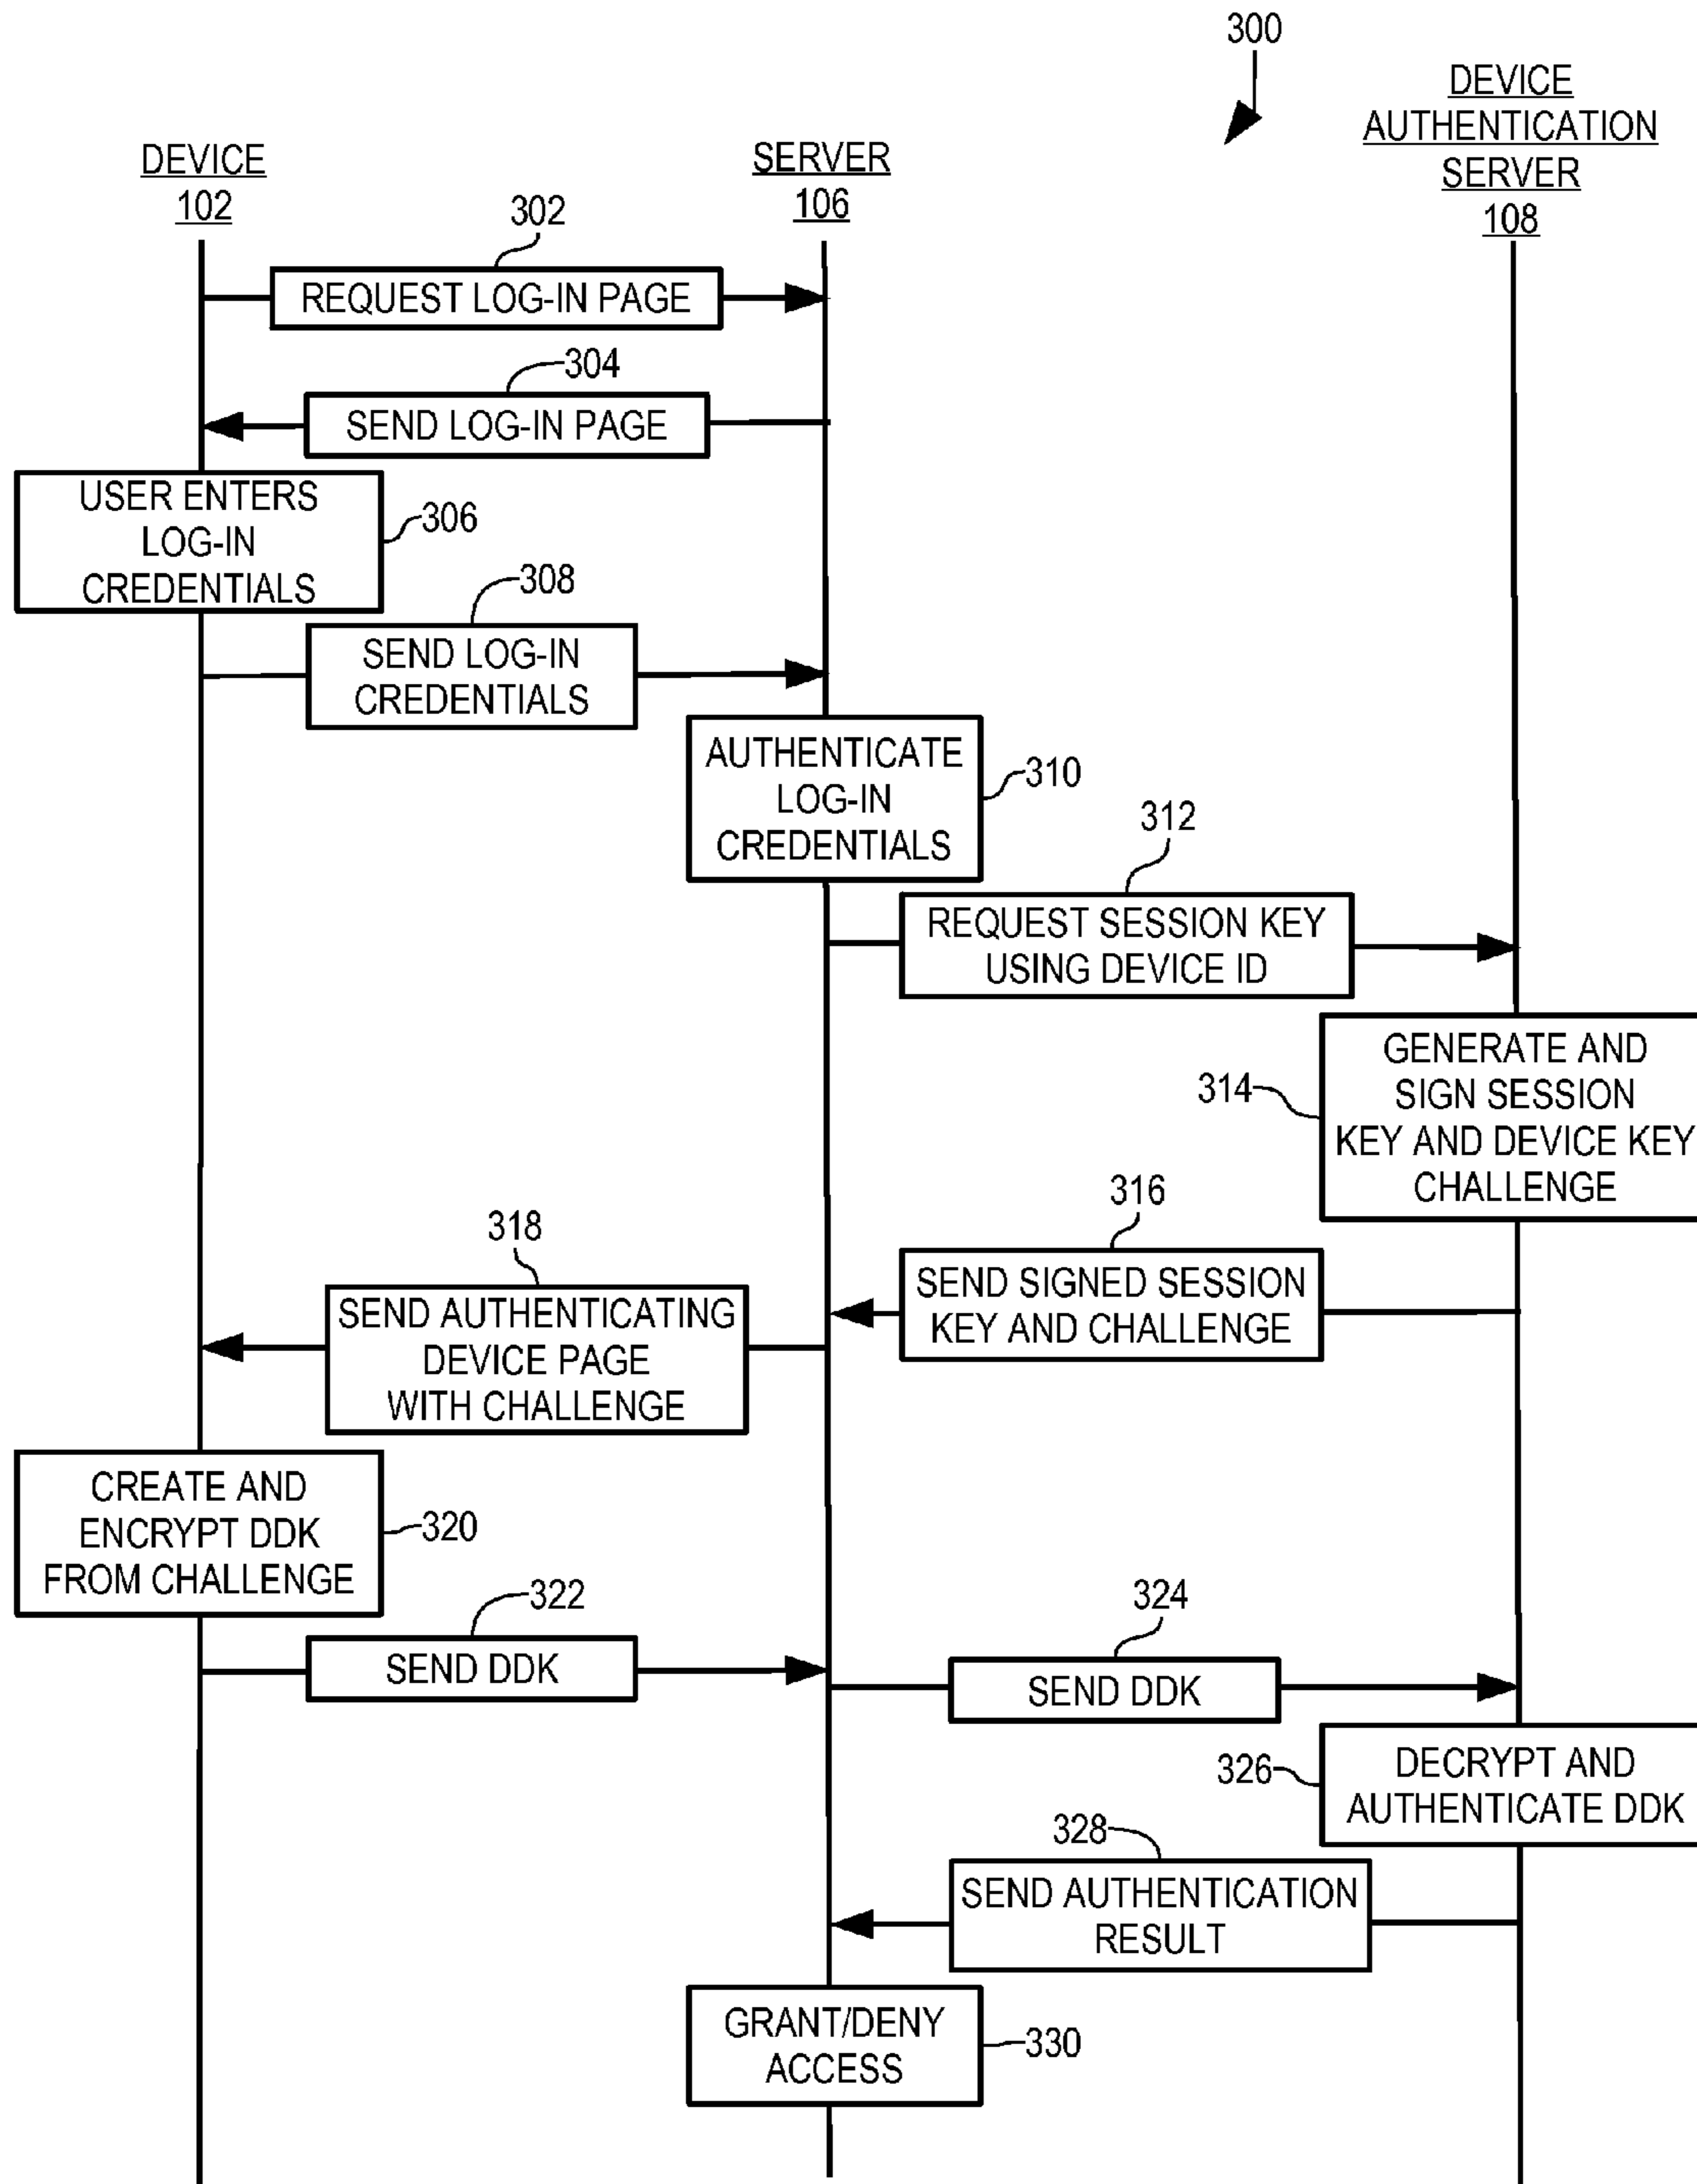 300
DEVICE
AUTHENTICATION
SERVER
108
DEVICE
102
SERVER
106
302
REQUEST LOG-IN PAGE
304
SEND LOG-IN PAGE
USER ENTERS
LOG-IN
CREDENTIALS
306
308
SEND LOG-IN
CREDENTIALS
AUTHENTICATE
LOG-IN
CREDENTIALS
310
312
REQUEST SESSION KEY
USING DEVICE ID
GENERATE AND
SIGN SESSION
KEY AND DEVICE KEY
CHALLENGE
314
316
SEND SIGNED SESSION
KEY AND CHALLENGE
318
SEND AUTHENTICATING
DEVICE PAGE
WITH CHALLENGE
CREATE AND
ENCRYPT DDK
FROM CHALLENGE
320
322
SEND DDK
324
SEND DDK
326
DECRYPT AND
AUTHENTICATE DDK
328
SEND AUTHENTICATION
RESULT
GRANT/DENY
ACCESS
330